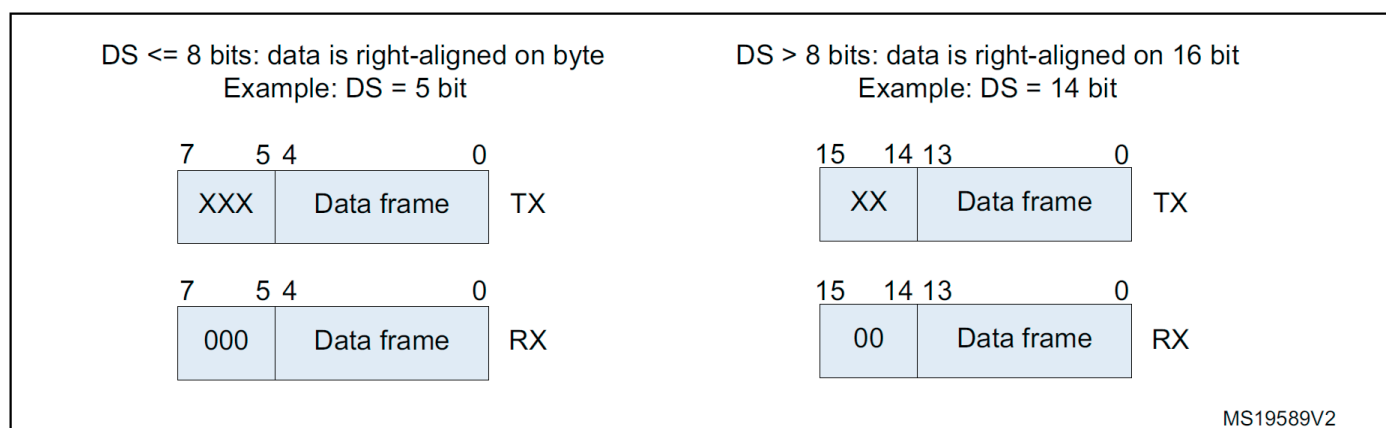 DS <= 8 bits: data is right-aligned on byte
Example: DS = 5 bit
7 5 4 0
XXX Data frame TX
7 5 4 0
000 Data frame RX
DS > 8 bits: data is right-aligned on 16 bit
Example: DS = 14 bit
15 14 13 0
XX Data frame TX
15 14 13 0
00 Data frame RX
MS19589V2